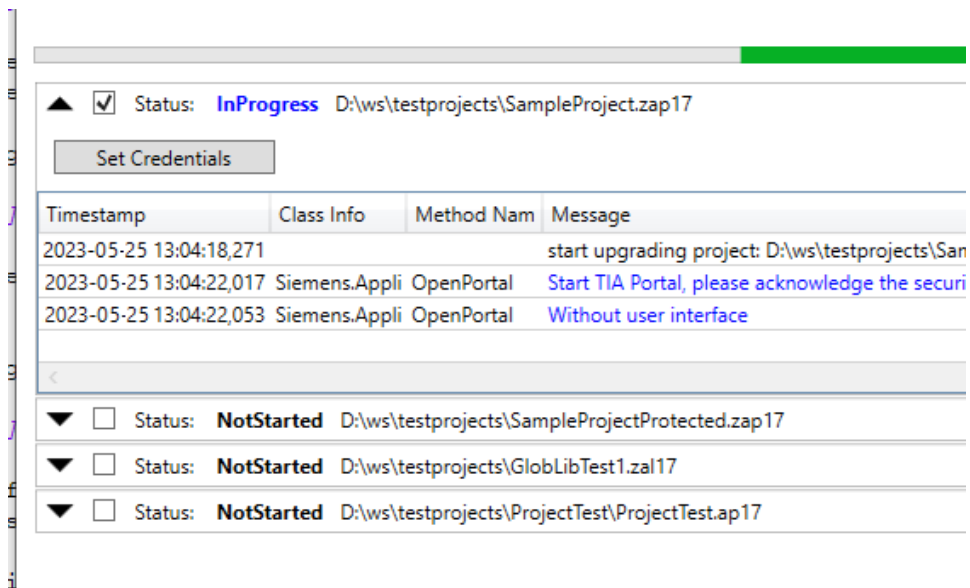 Status: InProgress D:\ws\testprojects\SampleProject.zap17
Set Credentials
Timestamp Class Info Method Nam Message
2023-05-25 13:04:18,271 start upgrading project: D:\ws\testprojects\San
2023-05-25 13:04:22,017 Siemens.Appli OpenPortal Start TIA Portal, please acknowledge the securi
2023-05-25 13:04:22,053 Siemens.Appli OpenPortal Without user interface
Status: NotStarted D:\ws\testprojects\SampleProjectProtected.zap17
Status: NotStarted D:\ws\testprojects\GlobLibTest1.zal17
Status: NotStarted D:\ws\testprojects\ProjectTest\ProjectTest.ap17